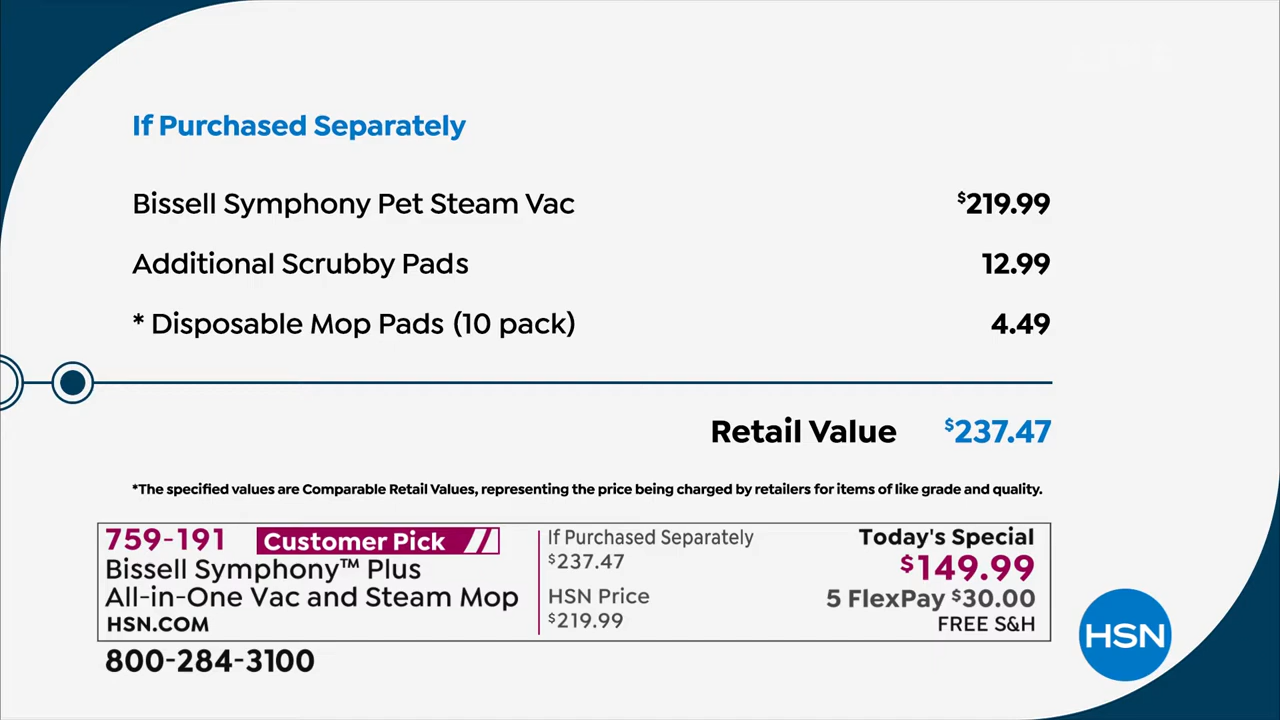 If Purchased Separately
Bissell Symphony Pet Steam Vac $219.99
Additional Scrubby Pads 12.99
* Disposable Mop Pads (10 pack) 4.49
Retail Value $237.47
*The specified values are Comparable Retail Values, representing the price being charged by retailers for items of like grade and quality.
759-191 Customer Pick
Bissell Symphony™ Plus
All-in-One Vac and Steam Mop
HSN.COM
If Purchased Separately
$237.47
HSN Price
$219.99
Today's Special
$149.99
5 FlexPay $30.00
FREE S&H
HSN
800-284-3100